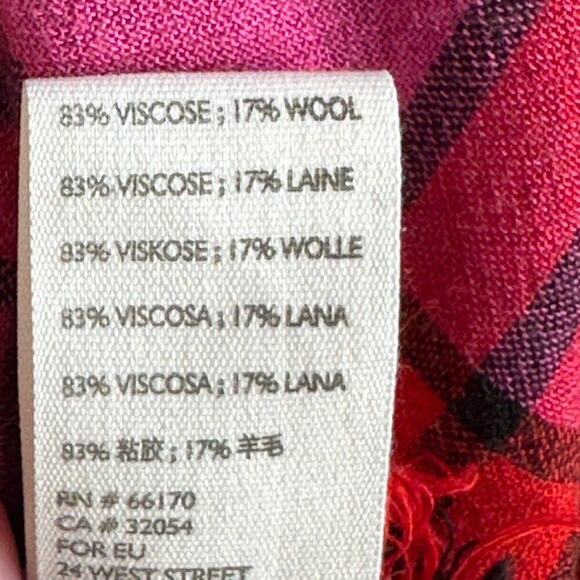 83% VISCOSE ; 17% WOOL
83% VISCOSE ; 17% LAINE
83% VISKOSE ; 17% WOLLE
83% VISCOSA ; 17% LANA
83% VISCOSA ; 17% LANA
83% 粘胶 ; 17% 羊毛
RN # 66170
CA # 32054
FOR EU
24 WEST STREET